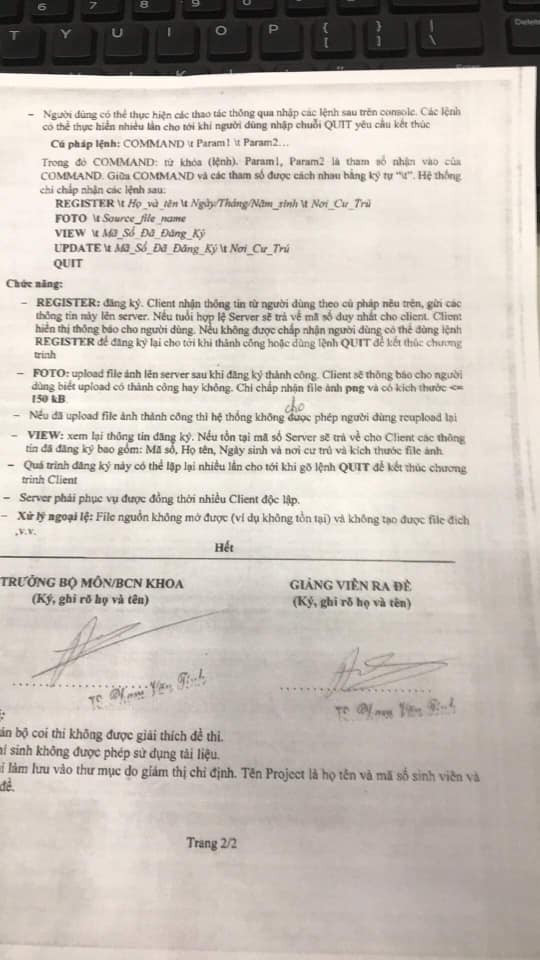 6 7 8 9 0
T Y U I O P { [ } ] | \ Delete
– Người dùng có thể thực hiện các thao tác thông qua nhập các lệnh sau trên console. Các lệnh
có thể thực hiển nhiều lần cho tới khi người dùng nhập chuỗi QUIT yêu cầu kết thúc
Cú pháp lệnh: COMMAND \t Param1 \t Param2…
Trong đó COMMAND: từ khóa (lệnh). Param1, Param2 là tham số nhận vào của
COMMAND. Giữa COMMAND và các tham số được cách nhau bằng ký tự "\t". Hệ thống
chỉ chấp nhận các lệnh sau:
REGISTER \t Họ_và_tên \t Ngày/Tháng/Năm_sinh \t Nơi_Cư_Trú
FOTO \t Source_file_name
VIEW \t Mã_Số_Đã_Đăng_Ký
UPDATE \t Mã_Số_Đã_Đăng_Ký \t Nơi_Cư_Trú
QUIT
Chức năng:
– REGISTER: đăng ký. Client nhận thông tin từ người dùng theo cú pháp nêu trên, gửi các
thông tin này lên server. Nếu tuổi hợp lệ Server sẽ trả về mã số duy nhất cho client. Client
hiển thị thông báo cho người dùng. Nếu không được chấp nhận người dùng có thể dùng lệnh
REGISTER để đăng ký lại cho tới khi thành công hoặc dùng lệnh QUIT để kết thúc chương
trình
– FOTO: upload file ảnh lên server sau khi đăng ký thành công. Client sẽ thông báo cho người
dùng biết upload có thành công hay không. Chỉ chấp nhận file ảnh png và có kích thước <=
150 kB.
cho
– Nếu đã upload file ảnh thành công thì hệ thống không được phép người dùng reupload lại
– VIEW: xem lại thông tin đăng ký. Nếu tồn tại mã số Server sẽ trả về cho Client các thông
tin đã đăng bao gồm: Mã số, Họ tên, Ngày sinh và nơi cư trú và kích thước file ảnh.
– Quá trình đăng ký này có thể lặp lại nhiều lần cho tới khi gõ lệnh QUIT để kết thúc chương
trình Client
– Server phải phục vụ được đồng thời nhiều Client độc lập.
– Xử lý ngoại lệ: File nguồn không mở được (ví dụ không tồn tại) và không tạo được file đích
,v.v.
Hết
TRƯỞNG BỘ MÔN/BCN KHOA GIẢNG VIÊN RA ĐỀ
(Ký, ghi rõ họ và tên) (Ký, ghi rõ họ và tên)
TS TS
án bộ coi thi không được giải thích đề thi.
hí sinh không được phép sử dụng tài liệu.
i làm lưu vào thư mục do giám thị chỉ định. Tên Project là họ tên và mã số sinh viên và
đề.
Trang 2/2